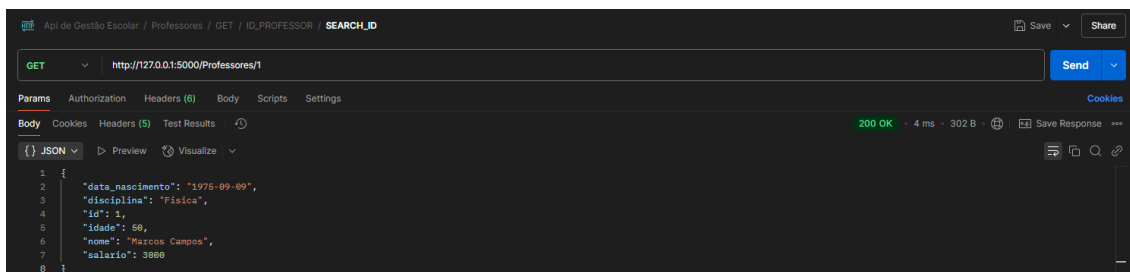 HTTP Api de Gestão Escolar / Professores / GET / ID_PROFESSOR / SEARCH_ID Save Share
GET http://127.0.0.1:5000/Professores/1 Send
Params Authorization Headers (6) Body Scripts Settings Cookies
Body Cookies Headers (5) Test Results 200 OK • 4 ms • 302 B • Save Response
{ } JSON Preview Visualize
1 {
2 "data_nascimento": "1975-09-09",
3 "disciplina": "Fisica",
4 "id": 1,
5 "idade": 50,
6 "nome": "Marcos Campos",
7 "salario": 3000
8 }